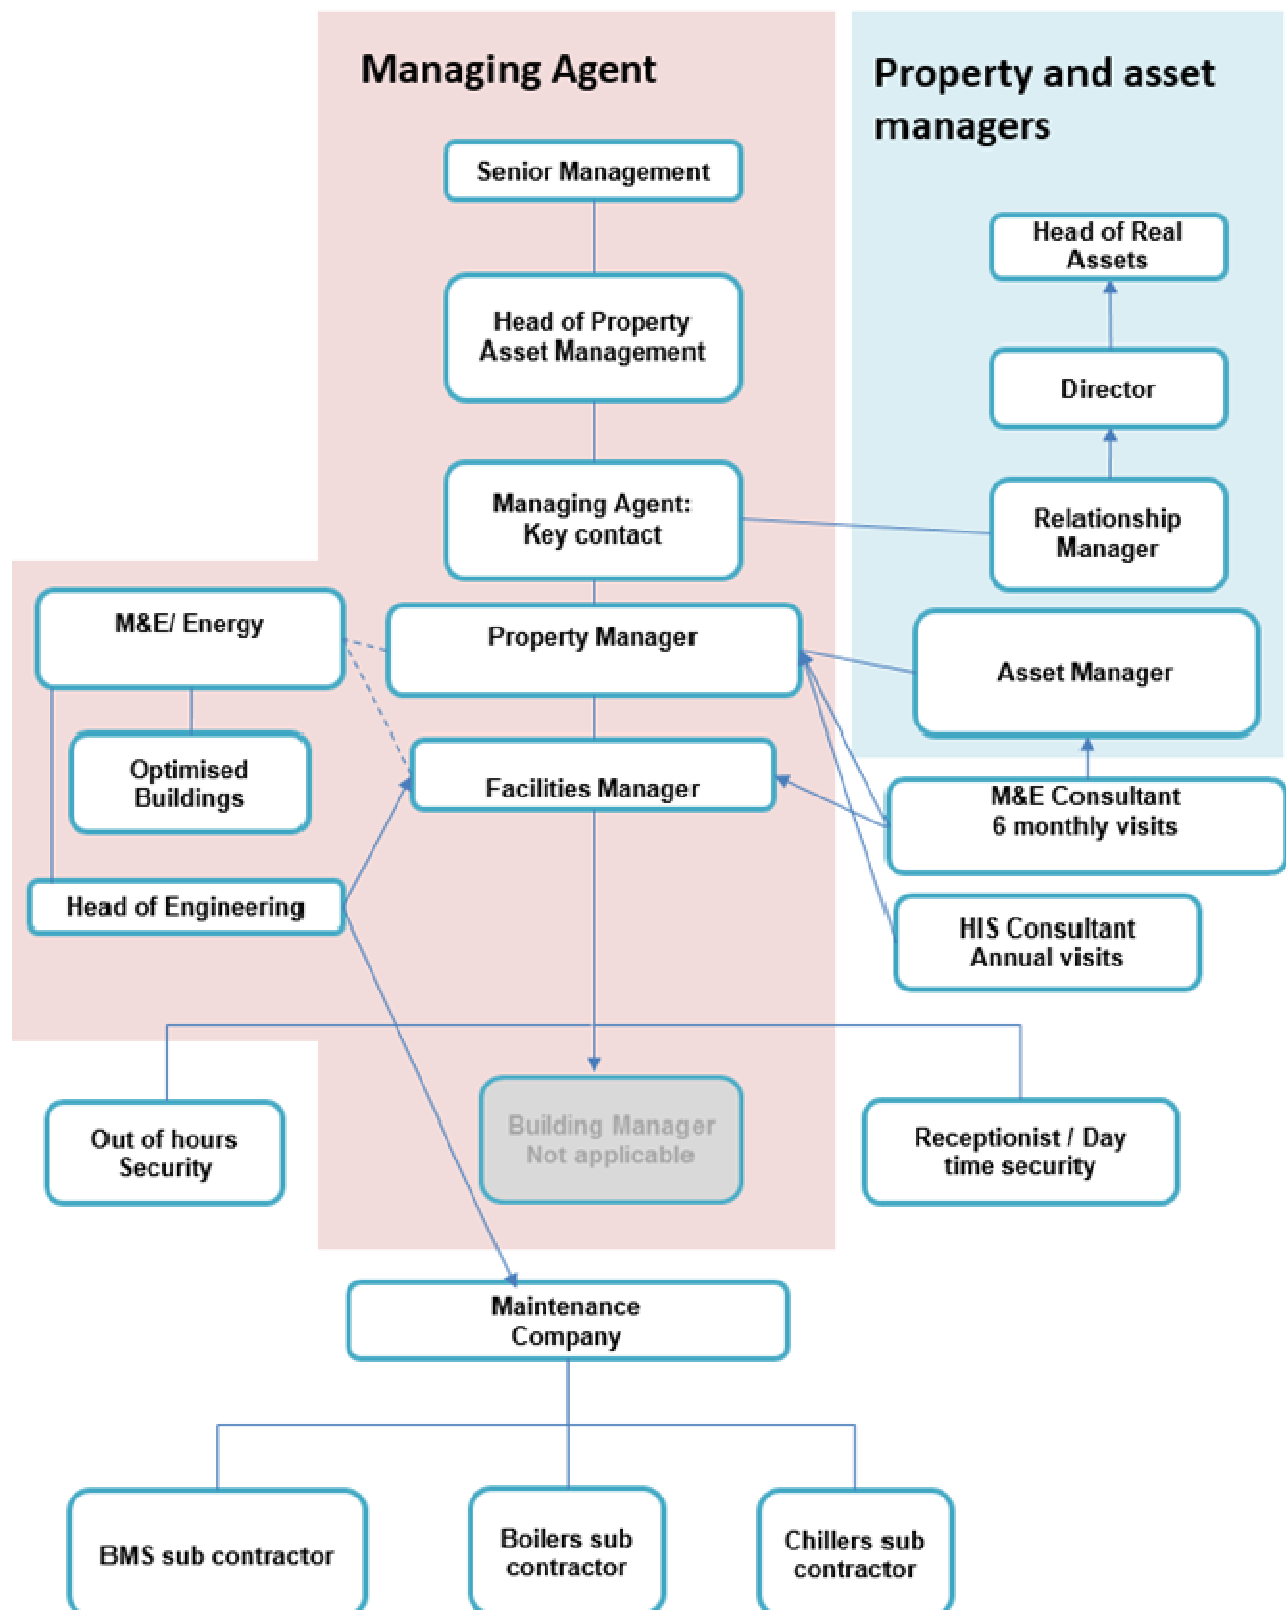 Managing Agent
Property and asset
managers
Senior Management
Head of Real
Assets
Head of Property
Asset Management
Director
Managing Agent:
Key contact
Relationship
Manager
M&E/ Energy
Property Manager
Asset Manager
Optimised
Buildings
Facilities Manager
M&E Consultant
6 monthly visits
Head of Engineering
HIS Consultant
Annual visits
Out of hours
Security
Building Manager
Not applicable
Receptionist / Day
time security
Maintenance
Company
BMS sub contractor
Boilers sub
contractor
Chillers sub
contractor